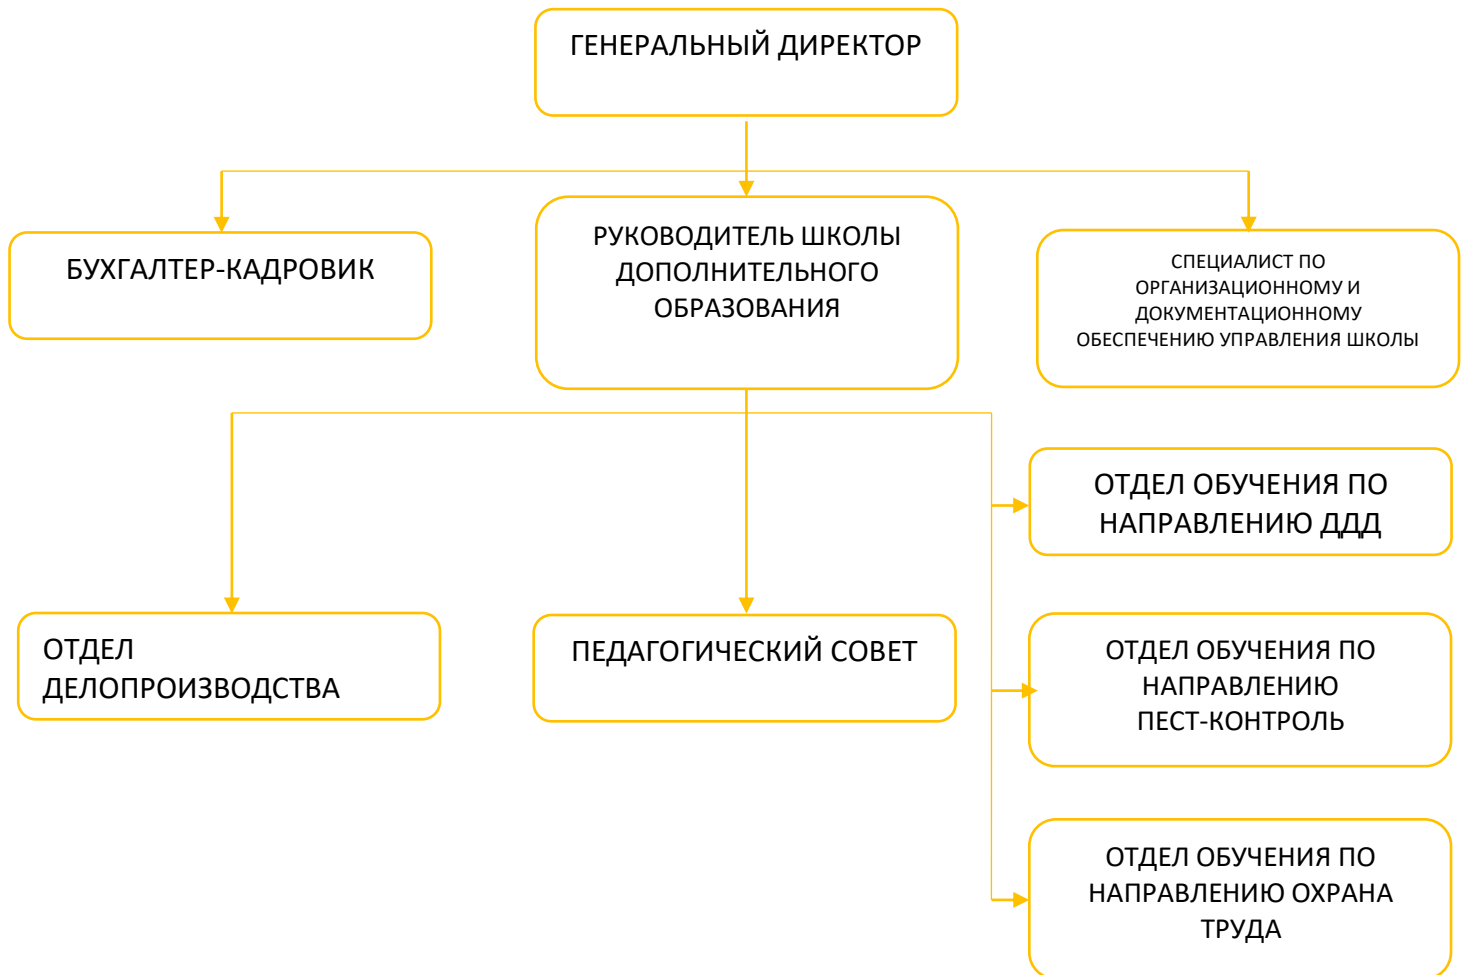 ГЕНЕРАЛЬНЫЙ ДИРЕКТОР
БУХГАЛТЕР-КАДРОВИК
РУКОВОДИТЕЛЬ ШКОЛЫ
ДОПОЛНИТЕЛЬНОГО
ОБРАЗОВАНИЯ
СПЕЦИАЛИСТ ПО
ОРГАНИЗАЦИОННОМУ И
ДОКУМЕНТАЦИОННОМУ
ОБЕСПЕЧЕНИЮ УПРАВЛЕНИЯ ШКОЛЫ
ОТДЕЛ ОБУЧЕНИЯ ПО
НАПРАВЛЕНИЮ ДДД
ОТДЕЛ
ДЕЛОПРОИЗВОДСТВА
ПЕДАГОГИЧЕСКИЙ СОВЕТ
ОТДЕЛ ОБУЧЕНИЯ ПО
НАПРАВЛЕНИЮ
ПЕСТ-КОНТРОЛЬ
ОТДЕЛ ОБУЧЕНИЯ ПО
НАПРАВЛЕНИЮ ОХРАНА
ТРУДА